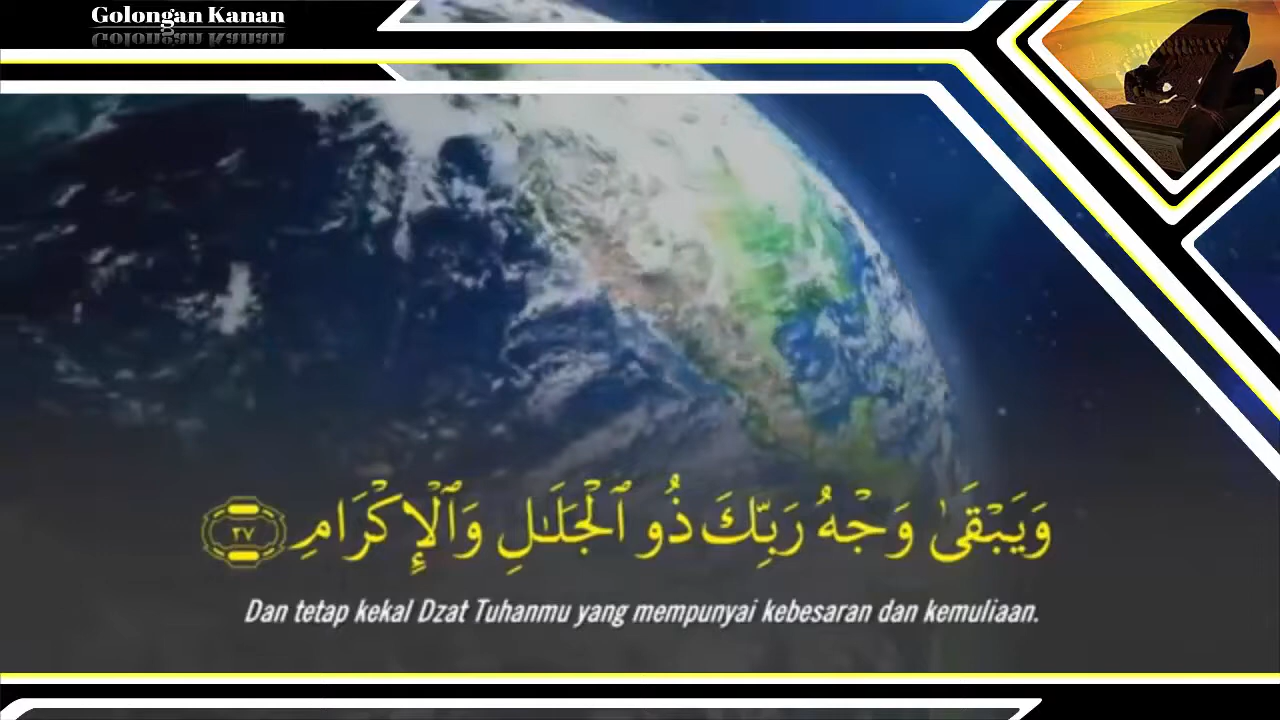 Golongan Kanan
وَيَبْقَىٰ وَجْهُ رَبِّكَ ذُو ٱلْجَلَـٰلِ وَٱلْإِكْرَامِ ٢٧
Dan tetap kekal Dzat Tuhanmu yang mempunyai kebesaran dan kemuliaan.